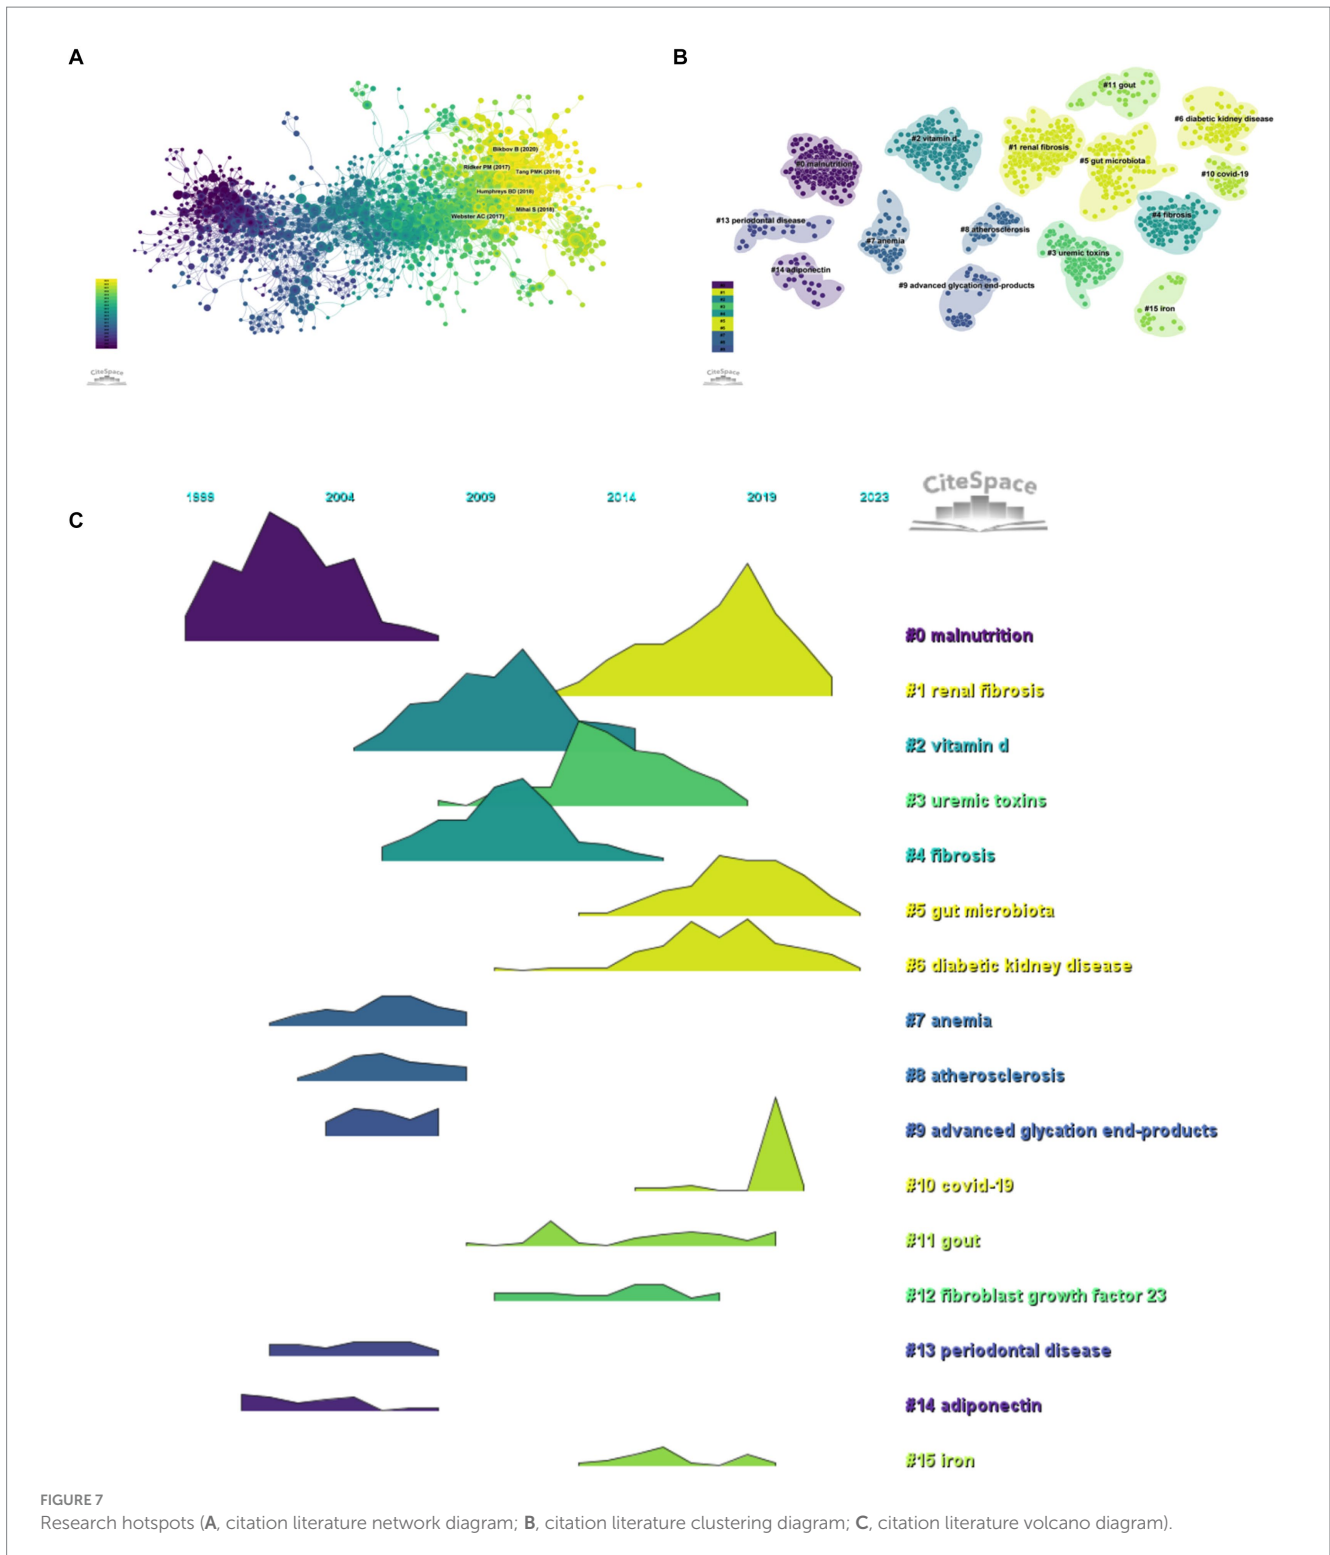 A
Bikbov B (2020)
Ridker PM (2017)
Tang PMK (2019)
Humphreys BD (2018)
Mihai S (2018)
Webster AC (2017)
CiteSpace
B
#11 gout
#6 diabetic kidney disease
#2 vitamin d
#1 renal fibrosis
#5 gut microbiota
#0 malnutrition
#10 covid-19
#13 periodontal disease
#4 fibrosis
#8 atherosclerosis
#7 anemia
#3 uremic toxins
#14 adiponectin
#9 advanced glycation end-products
#15 iron
CiteSpace
C
2004 2009 2014 2019 2023
CiteSpace
#0 malnutrition
#1 renal fibrosis
#2 vitamin d
#3 uremic toxins
#4 fibrosis
#5 gut microbiota
#6 diabetic kidney disease
#7 anemia
#8 atherosclerosis
#9 advanced glycation end-products
#10 covid-19
#11 gout
#12 fibroblast growth factor 23
#13 periodontal disease
#14 adiponectin
#15 iron
FIGURE 7
Research hotspots (A, citation literature network diagram; B, citation literature clustering diagram; C, citation literature volcano diagram).